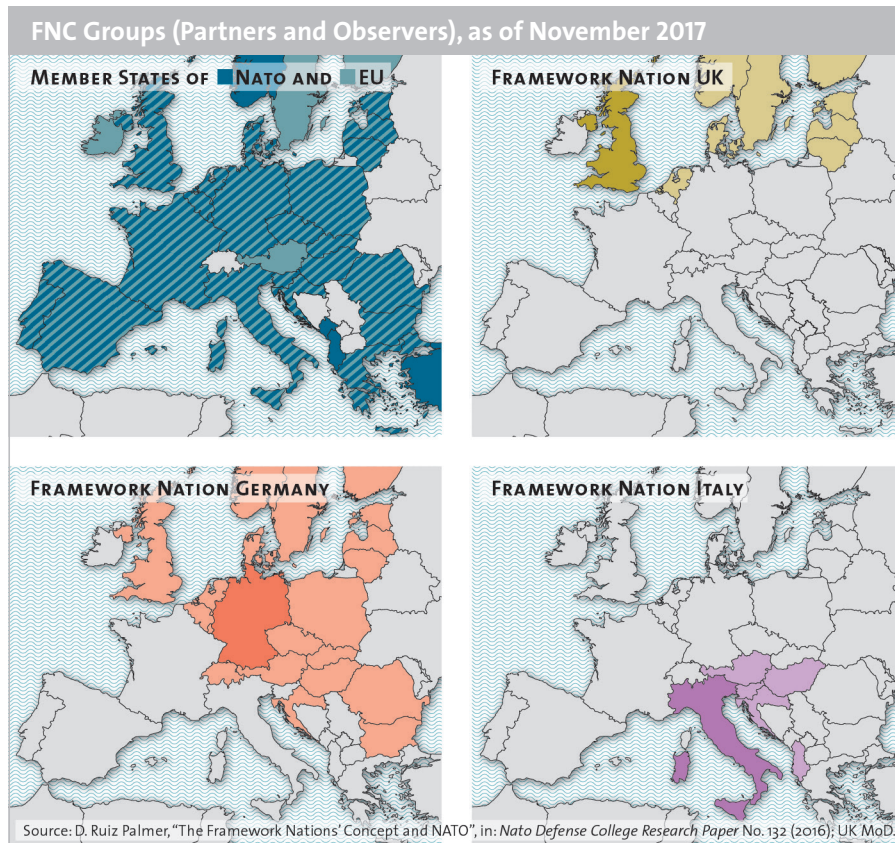 FNC Groups (Partners and Observers), as of November 2017
MEMBER STATES OF NATO AND EU
FRAMEWORK NATION UK
FRAMEWORK NATION GERMANY
FRAMEWORK NATION ITALY
Source: D. Ruiz Palmer, “The Framework Nations’ Concept and NATO”, in: Nato Defense College Research Paper No. 132 (2016); UK MoD.